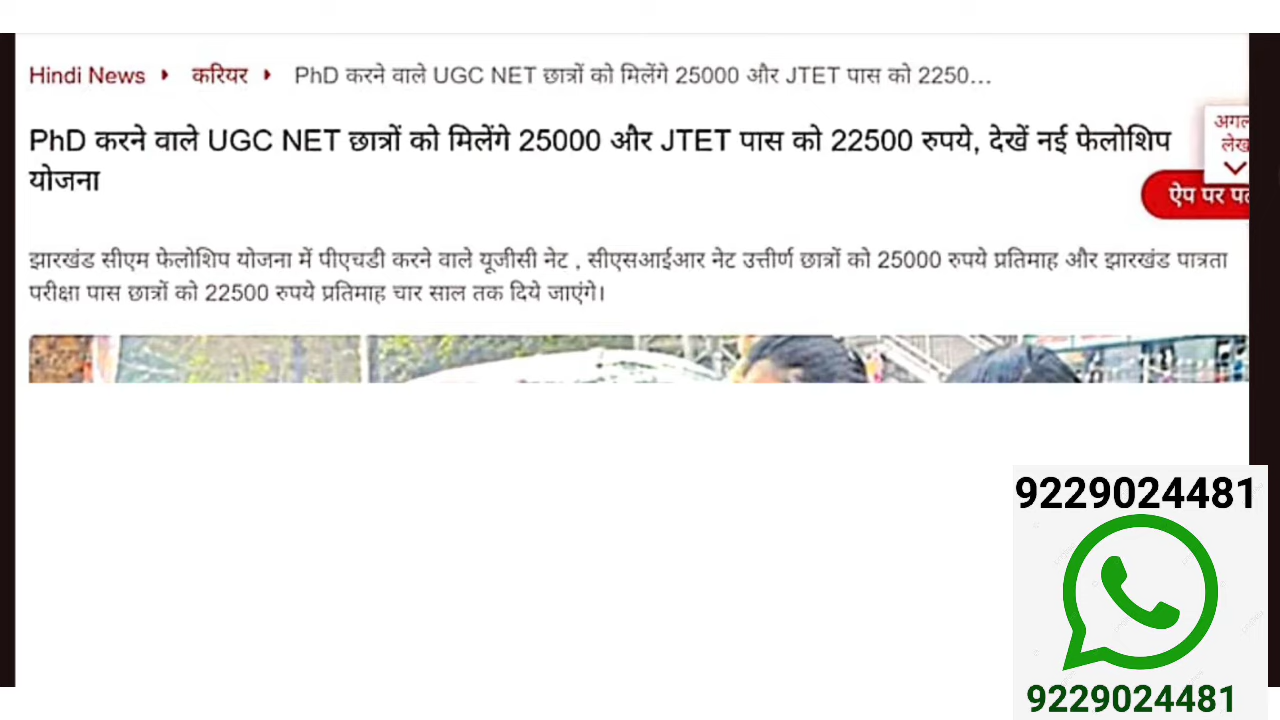 Hindi News करियर PhD करने वाले UGC NET छात्रों को मिलेंगे 25000 और JTET पास को 2250...
PhD करने वाले UGC NET छात्रों को मिलेंगे 25000 और JTET पास को 22500 रुपये, देखें नई फेलोशिप
योजना
लेख
ऐप पर
झारखंड सीएम फेलोशिप योजना में पीएचडी करने वाले यूजीसी नेट , सीएसआईआर नेट उत्तीर्ण छात्रों को 25000 रुपये प्रतिमाह और झारखंड पात्रता
परीक्षा पास छात्रों को 22500 रुपये प्रतिमाह चार साल तक दिये जाएंगे।
9229024481
9229024481